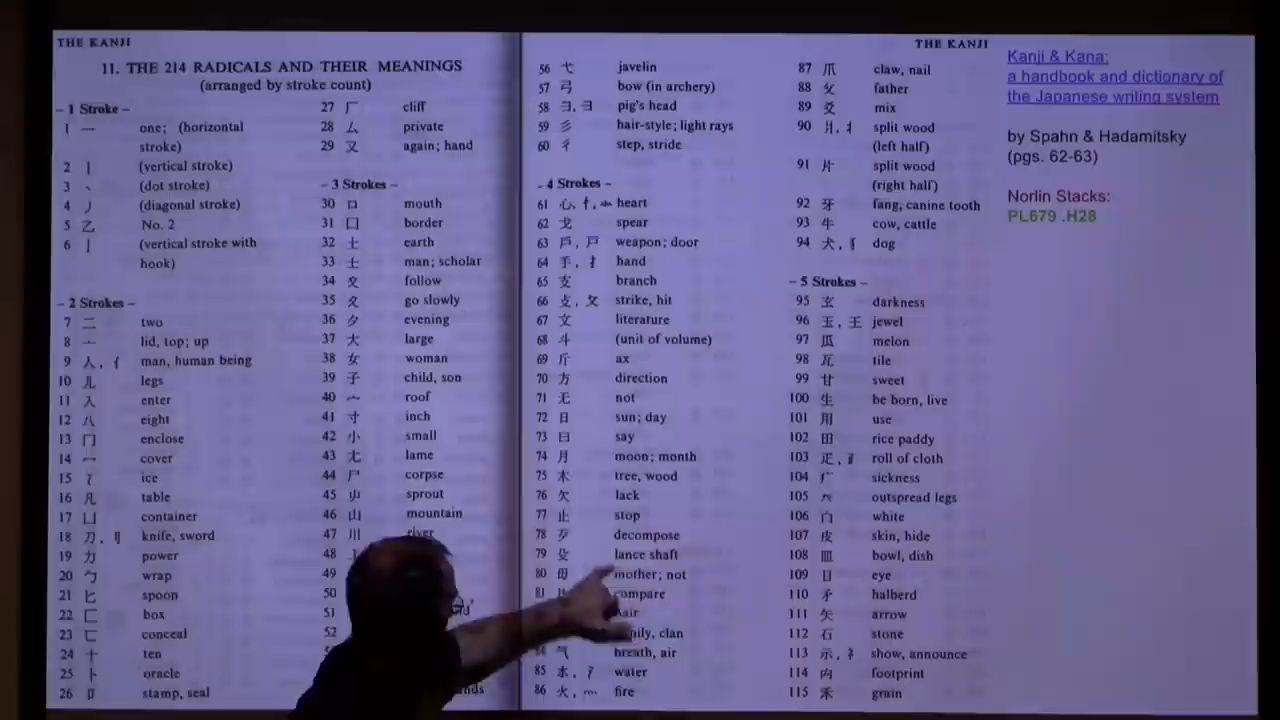 THE KANJI
11. THE 214 RADICALS AND THEIR MEANINGS
(arranged by stroke count)
– 1 Stroke –
1 一 one; (horizontal
stroke)
2 丨 (vertical stroke)
3 丶 (dot stroke)
4 丿 (diagonal stroke)
5 乙 No. 2
6 亅 (vertical stroke with
hook)
– 2 Strokes –
7 二 two
8 亠 lid, top; up
9 人, 亻 man, human being
10 儿 legs
11 入 enter
12 八 eight
13 冂 enclose
14 冖 cover
15 冫 ice
16 几 table
17 凵 container
18 刀, 刂 knife, sword
19 力 power
20 勹 wrap
21 匕 spoon
22 匚 box
23 匸 conceal
24 十 ten
25 卜 oracle
26 卩 stamp, seal
27 厂 cliff
28 厶 private
29 又 again; hand
– 3 Strokes –
30 口 mouth
31 囗 border
32 土 earth
33 士 man; scholar
34 夂 follow
35 夊 go slowly
36 夕 evening
37 大 large
38 女 woman
39 子 child, son
40 宀 roof
41 寸 inch
42 小 small
43 尢 lame
44 尸 corpse
45 屮 sprout
46 山 mountain
47 川 river
48
49
50
51
52
THE KANJI
56 弋 javelin
57 弓 bow (in archery)
58 彐, ヨ pig's head
59 彡 hair-style; light rays
60 彳 step, stride
– 4 Strokes –
61 心, 忄, ⺗ heart
62 戈 spear
63 戶, 戸 weapon; door
64 手, 扌 hand
65 支 branch
66 攴, 攵 strike, hit
67 文 literature
68 斗 (unit of volume)
69 斤 ax
70 方 direction
71 无 not
72 日 sun; day
73 曰 say
74 月 moon; month
75 木 tree, wood
76 欠 lack
77 止 stop
78 歹 decompose
79 殳 lance shaft
80 毋 mother; not
81 compare
hair
family, clan
84 气 breath, air
85 水, 氵 water
86 火, 灬 fire
87 爪 claw, nail
88 父 father
89 爻 mix
90 爿, 丬 split wood
(left half)
91 片 split wood
(right half)
92 牙 fang, canine tooth
93 牛 cow, cattle
94 犬, 犭 dog
– 5 Strokes –
95 玄 darkness
96 玉, 王 jewel
97 瓜 melon
98 瓦 tile
99 甘 sweet
100 生 be born, live
101 用 use
102 田 rice paddy
103 疋, ⺪ roll of cloth
104 疒 sickness
105 癶 outspread legs
106 白 white
107 皮 skin, hide
108 皿 bowl, dish
109 目 eye
110 矛 halberd
111 矢 arrow
112 石 stone
113 示, 礻 show, announce
114 禸 footprint
115 禾 grain
Kanji & Kana:
a handbook and dictionary of
the Japanese writing system
by Spahn & Hadamitsky
(pgs. 62-63)
Norlin Stacks:
PL679 .H28